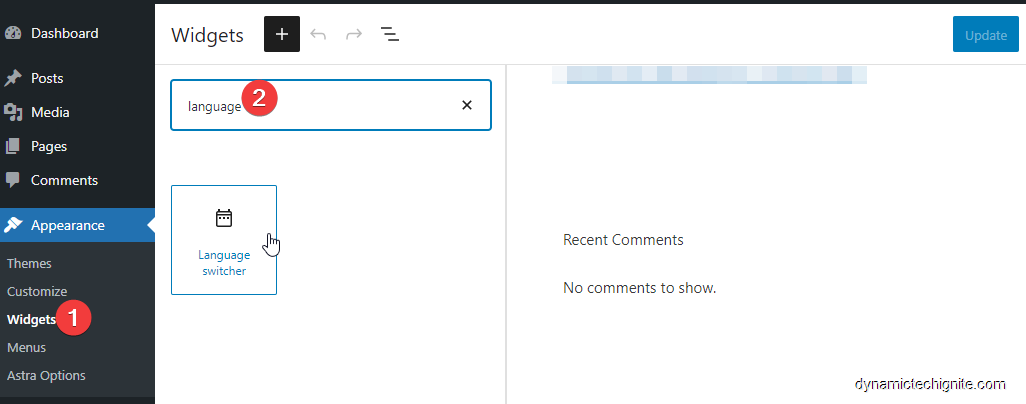 Dashboard
Posts
Media
Pages
Comments
Appearance
Themes
Customize
Widgets 1
Menus
Astra Options
Widgets
Update
language 2
Language
switcher
Recent Comments
No comments to show.
dynamictechignite.com